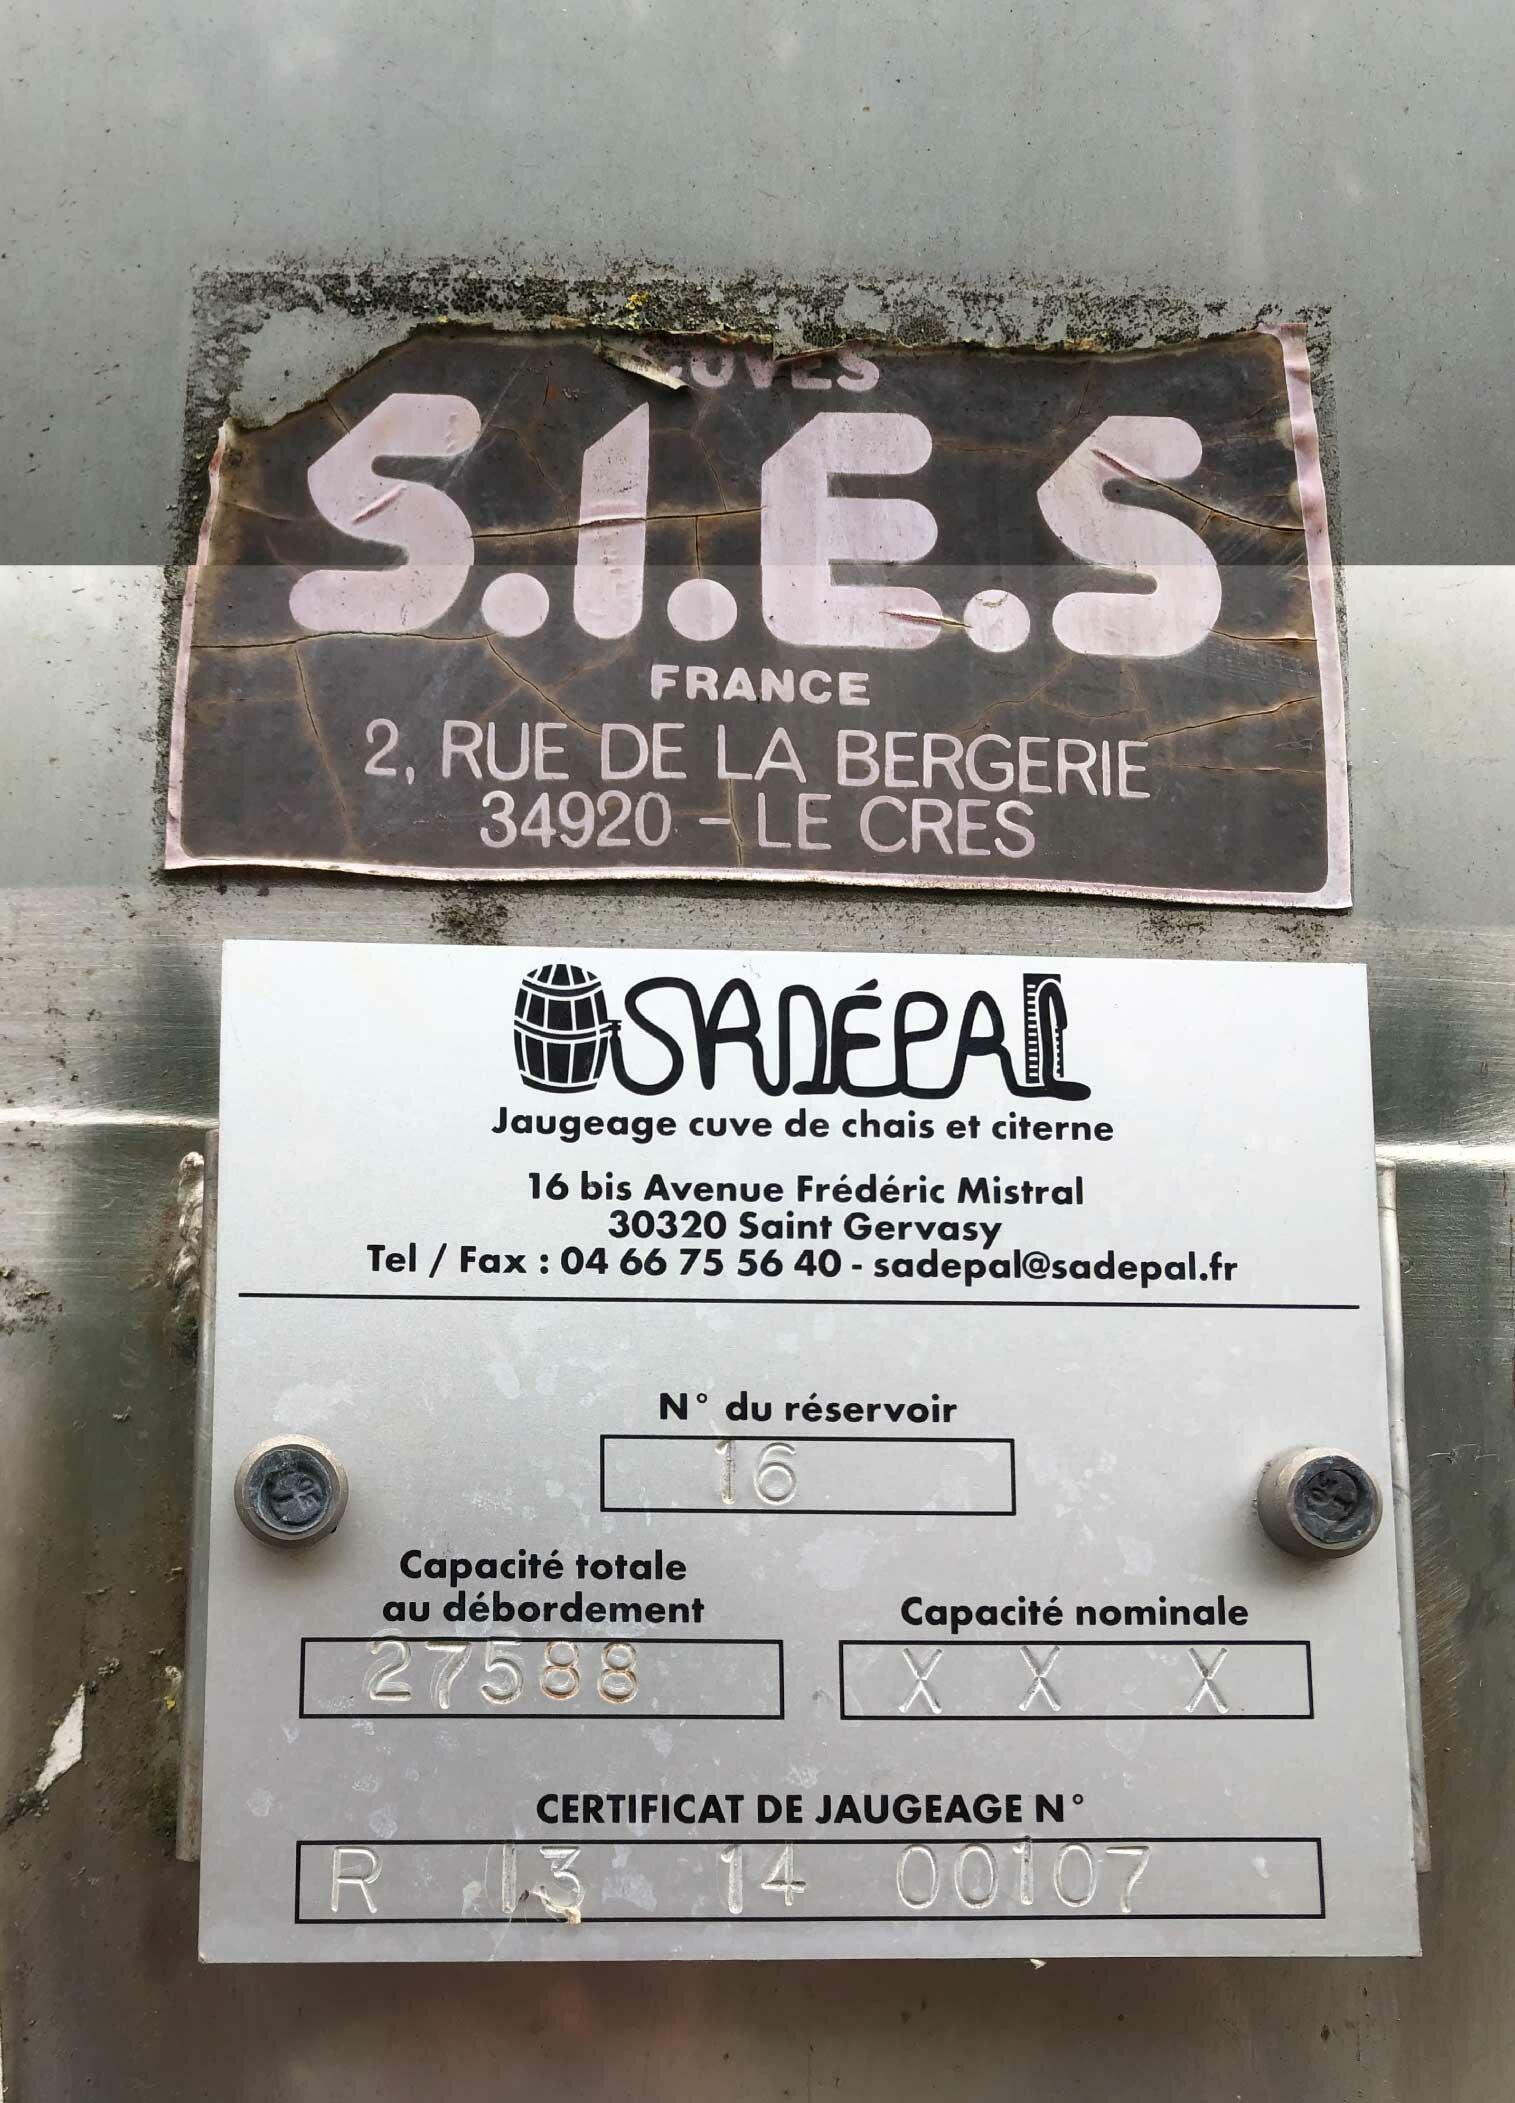 CUVES
S.I.E.S
FRANCE
2, RUE DE LA BERGERIE
34920 - LE CRES
SADÉPAL
Jaugeage cuve de chais et citerne
16 bis Avenue Frédéric Mistral
30320 Saint Gervasy
Tel / Fax : 04 66 75 56 40 - sadepal@sadepal.fr
N° du réservoir
16
Capacité totale
au débordement
27588
Capacité nominale
X X X
CERTIFICAT DE JAUGEAGE N°
R 13 14 00107